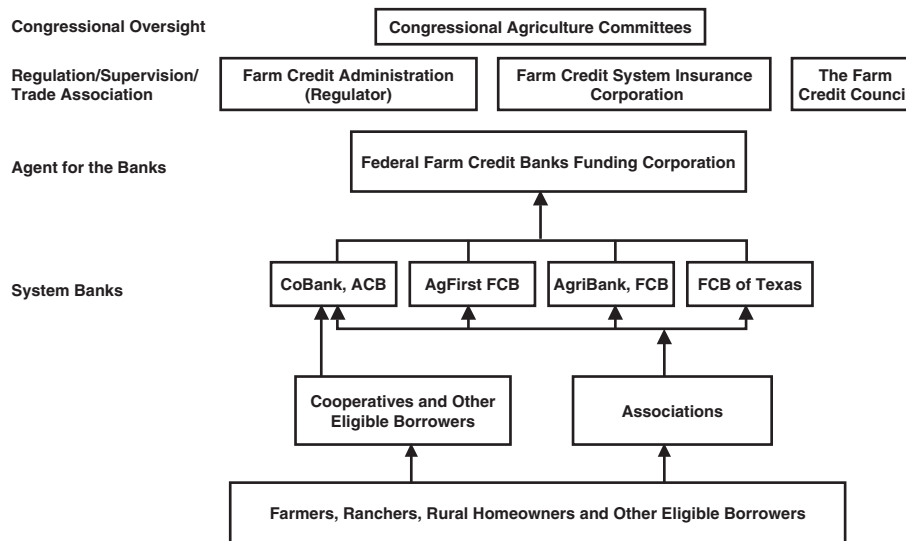 Congressional Oversight
Congressional Agriculture Committees
Regulation/Supervision/
Trade Association
Farm Credit Administration
(Regulator)
Farm Credit System Insurance
Corporation
The Farm
Credit Counci
Agent for the Banks
Federal Farm Credit Banks Funding Corporation
System Banks
CoBank, ACB
AgFirst FCB
AgriBank, FCB
FCB of Texas
Cooperatives and Other
Eligible Borrowers
Associations
Farmers, Ranchers, Rural Homeowners and Other Eligible Borrowers